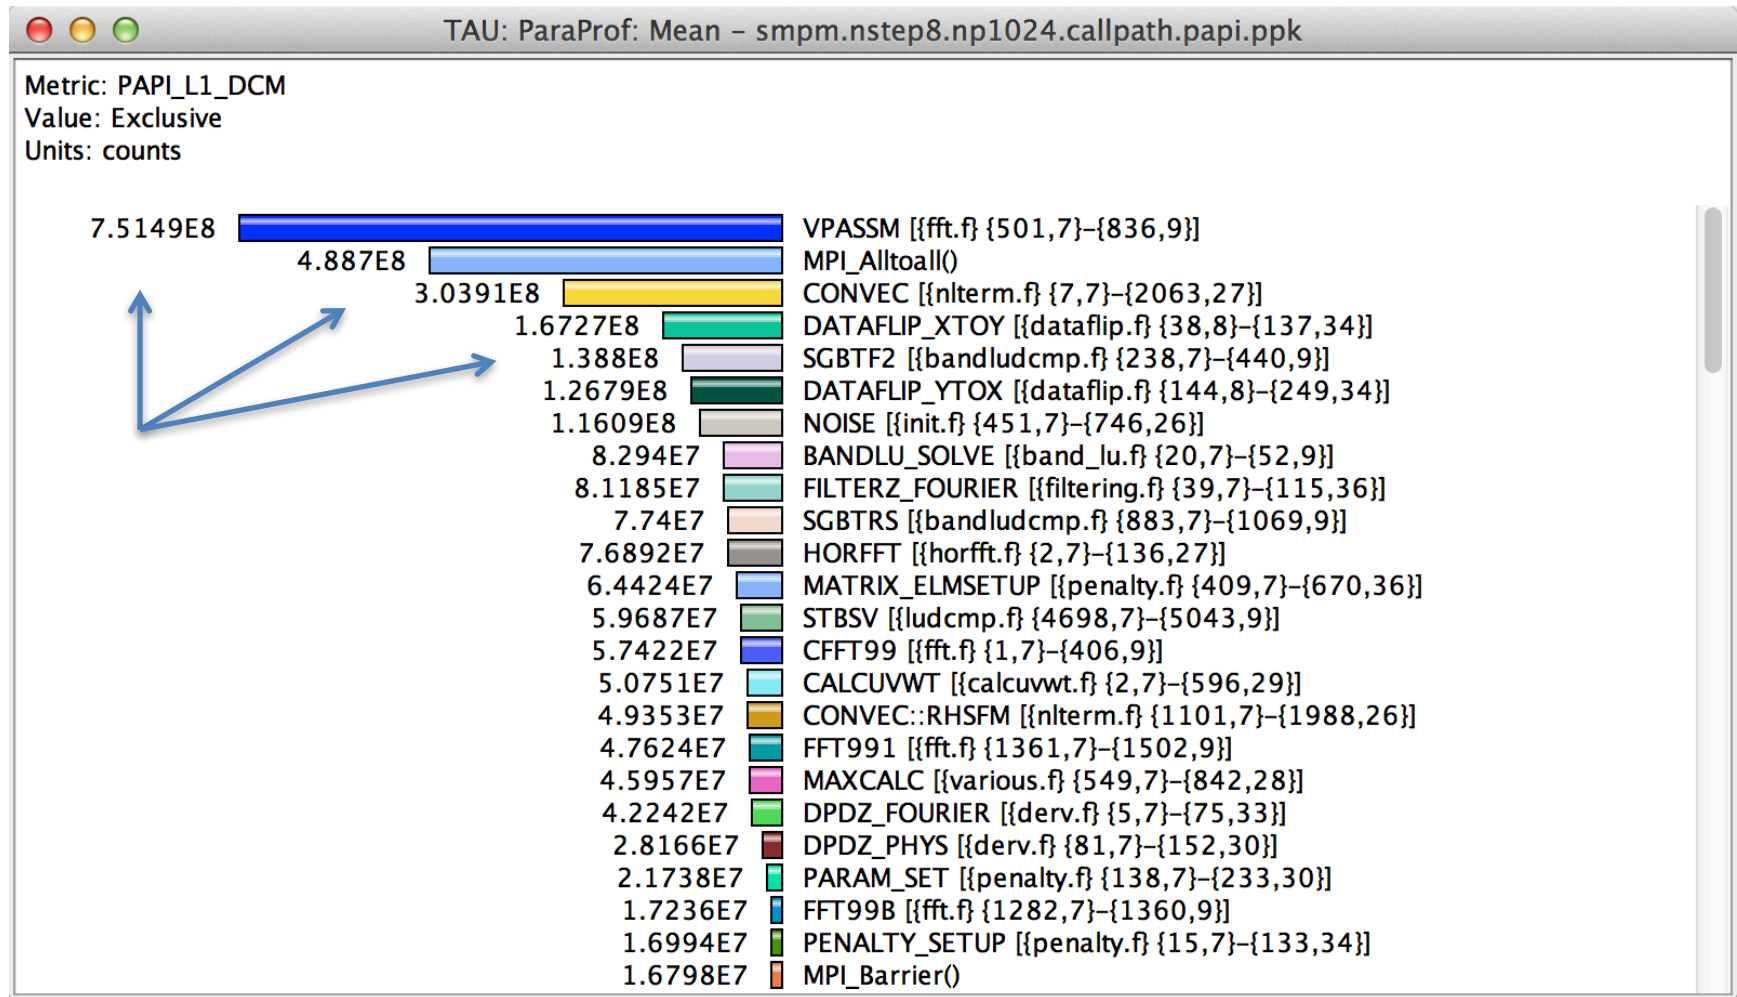 TAU: ParaProf: Mean – smpm.nstep8.np1024.callpath.papi.ppk
Metric: PAPI_L1_DCM
Value: Exclusive
Units: counts
7.5149E8 VPASSM [{fft.f} {501,7}–{836,9}]
4.887E8 MPI_Alltoall()
3.0391E8 CONVEC [{nlterm.f} {7,7}–{2063,27}]
1.6727E8 DATAFLIP_XTOY [{dataflip.f} {38,8}–{137,34}]
1.388E8 SGBTF2 [{bandludcmp.f} {238,7}–{440,9}]
1.2679E8 DATAFLIP_YTOX [{dataflip.f} {144,8}–{249,34}]
1.1609E8 NOISE [{init.f} {451,7}–{746,26}]
8.294E7 BANDLU_SOLVE [{band_lu.f} {20,7}–{52,9}]
8.1185E7 FILTERZ_FOURIER [{filtering.f} {39,7}–{115,36}]
7.74E7 SGBTRS [{bandludcmp.f} {883,7}–{1069,9}]
7.6892E7 HORFFT [{horfft.f} {2,7}–{136,27}]
6.4424E7 MATRIX_ELMSETUP [{penalty.f} {409,7}–{670,36}]
5.9687E7 STBSV [{ludcmp.f} {4698,7}–{5043,9}]
5.7422E7 CFFT99 [{fft.f} {1,7}–{406,9}]
5.0751E7 CALCUVWT [{calcuvwt.f} {2,7}–{596,29}]
4.9353E7 CONVEC::RHSFM [{nlterm.f} {1101,7}–{1988,26}]
4.7624E7 FFT991 [{fft.f} {1361,7}–{1502,9}]
4.5957E7 MAXCALC [{various.f} {549,7}–{842,28}]
4.2242E7 DPDZ_FOURIER [{derv.f} {5,7}–{75,33}]
2.8166E7 DPDZ_PHYS [{derv.f} {81,7}–{152,30}]
2.1738E7 PARAM_SET [{penalty.f} {138,7}–{233,30}]
1.7236E7 FFT99B [{fft.f} {1282,7}–{1360,9}]
1.6994E7 PENALTY_SETUP [{penalty.f} {15,7}–{133,34}]
1.6798E7 MPI_Barrier()